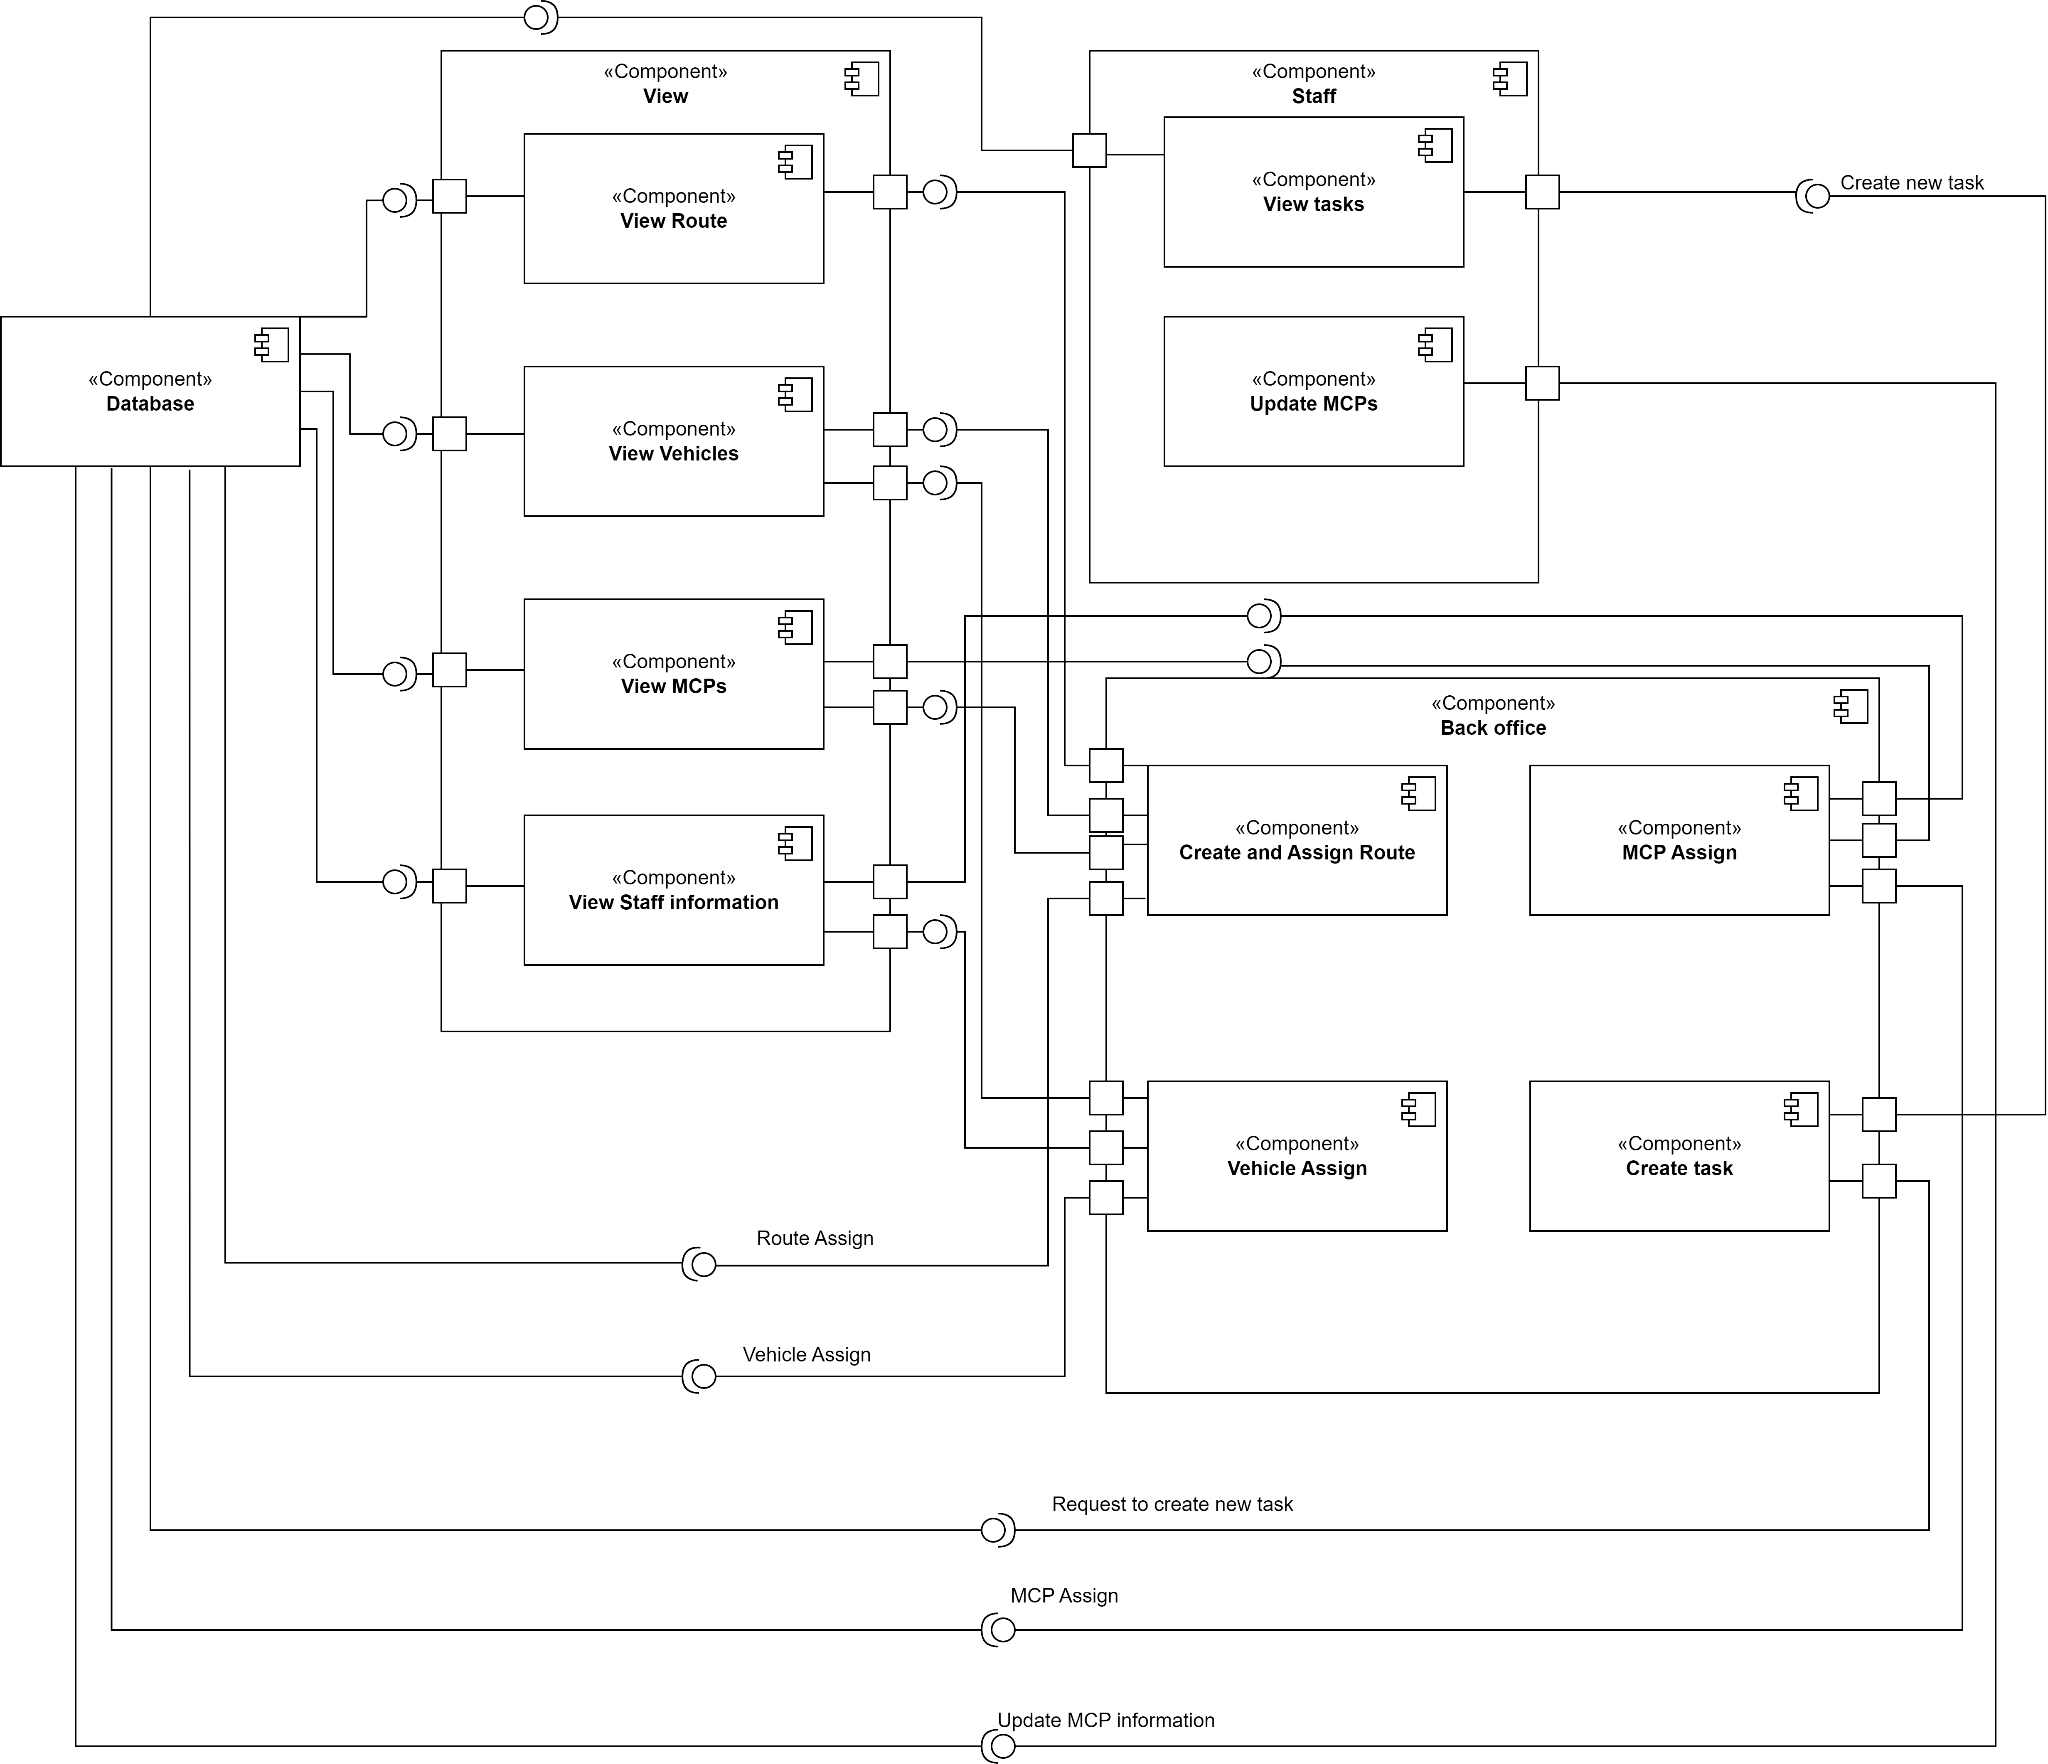 «Component»
View
«Component»
Staff
«Component»
View Route
«Component»
View tasks
Create new task
«Component»
Database
«Component»
View Vehicles
«Component»
Update MCPs
«Component»
View MCPs
«Component»
Back office
«Component»
View Staff information
«Component»
Create and Assign Route
«Component»
MCP Assign
«Component»
Vehicle Assign
«Component»
Create task
Route Assign
Vehicle Assign
Request to create new task
MCP Assign
Update MCP information